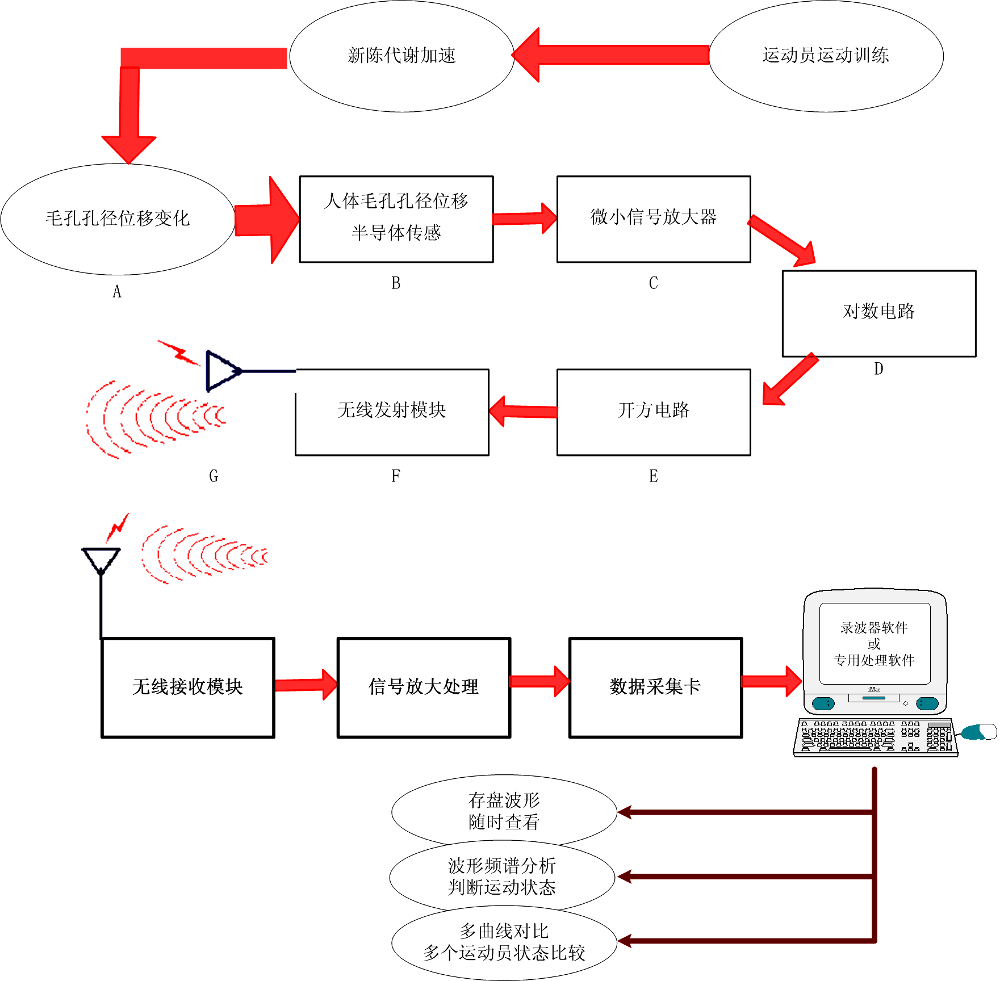 新陈代谢加速
运动员运动训练
毛孔孔径位移变化
A
人体毛孔孔径位移
半导体传感
B
微小信号放大器
C
对数电路
D
开方电路
E
无线发射模块
F
G
无线接收模块
信号放大处理
数据采集卡
录波器软件
或
专用处理软件
iMac
存盘波形
随时查看
波形频谱分析
判断运动状态
多曲线对比
多个运动员状态比较